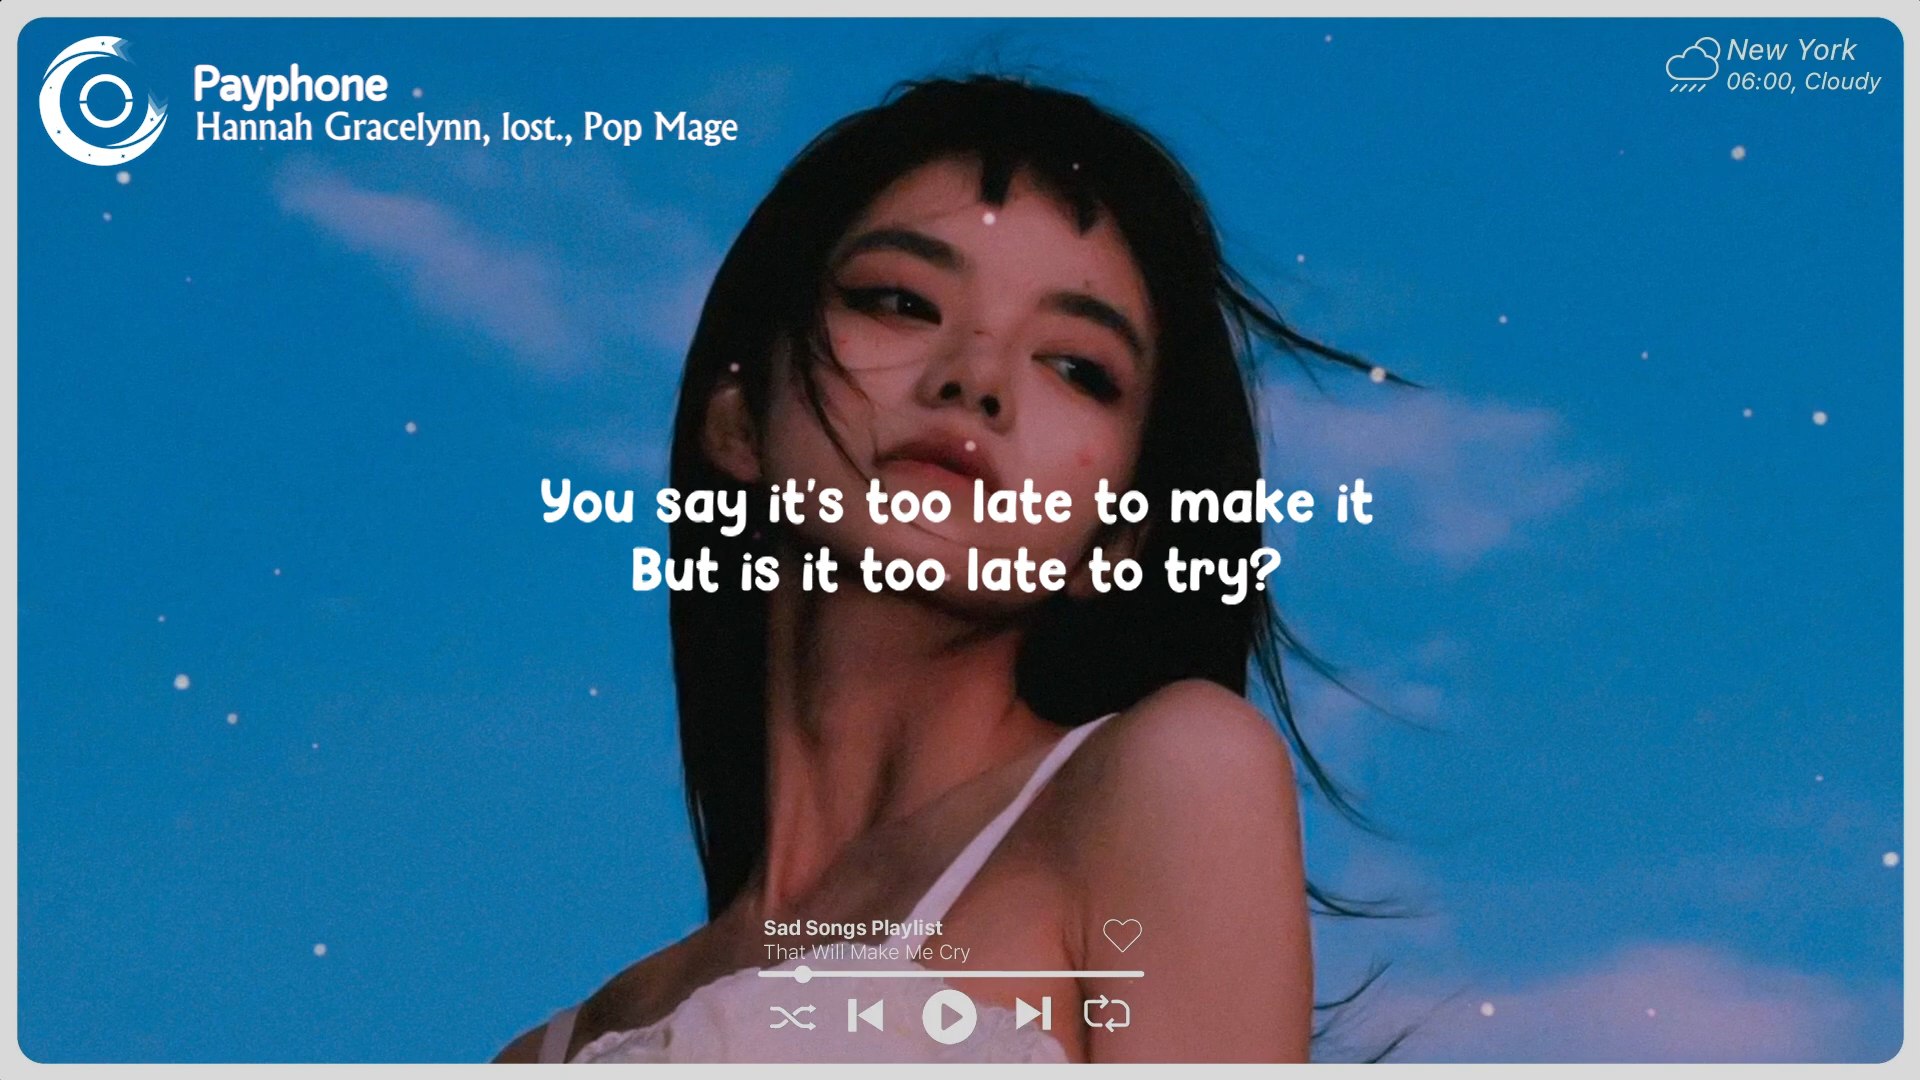 Payphone
Hannah Gracelynn, lost., Pop Mage
New York
06:00, Cloudy
You say it's too late to make it
But is it too late to try?
Sad Songs Playlist
That Will Make Me Cry